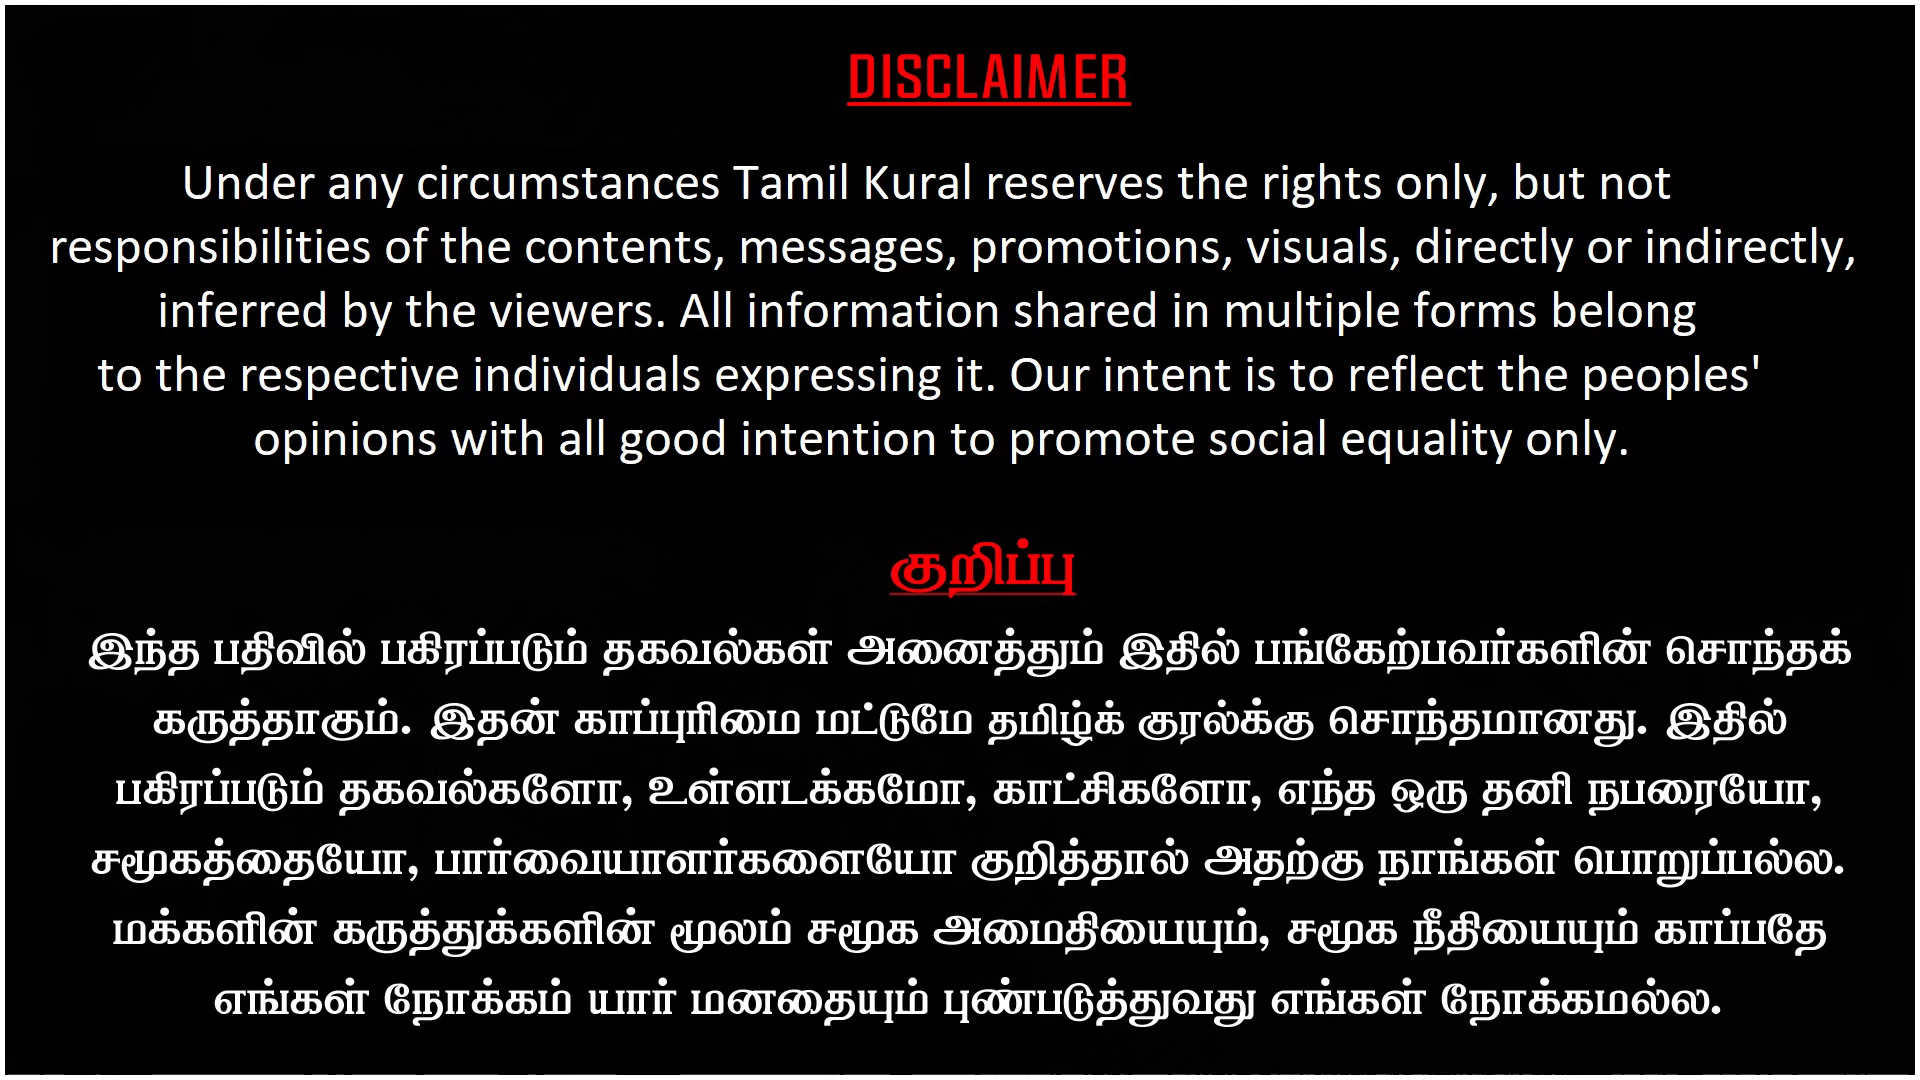 DISCLAIMER
Under any circumstances Tamil Kural reserves the rights only, but not
responsibilities of the contents, messages, promotions, visuals, directly or indirectly,
inferred by the viewers. All information shared in multiple forms belong
to the respective individuals expressing it. Our intent is to reflect the peoples'
opinions with all good intention to promote social equality only.
குறிப்பு
இந்த பதிவில் பகிரப்படும் தகவல்கள் அனைத்தும் இதில் பங்கேற்பவர்களின் சொந்தக்
கருத்தாகும். இதன் காப்புரிமை மட்டுமே தமிழ்க் குரல்க்கு சொந்தமானது. இதில்
பகிரப்படும் தகவல்களோ, உள்ளடக்கமோ, காட்சிகளோ, எந்த ஒரு தனி நபரையோ,
சமூகத்தையோ, பார்வையாளர்களையோ குறித்தால் அதற்கு நாங்கள் பொறுப்பல்ல.
மக்களின் கருத்துக்களின் மூலம் சமூக அமைதியையும், சமூக நீதியையும் காப்பதே
எங்கள் நோக்கம் யார் மனதையும் புண்படுத்துவது எங்கள் நோக்கமல்ல.